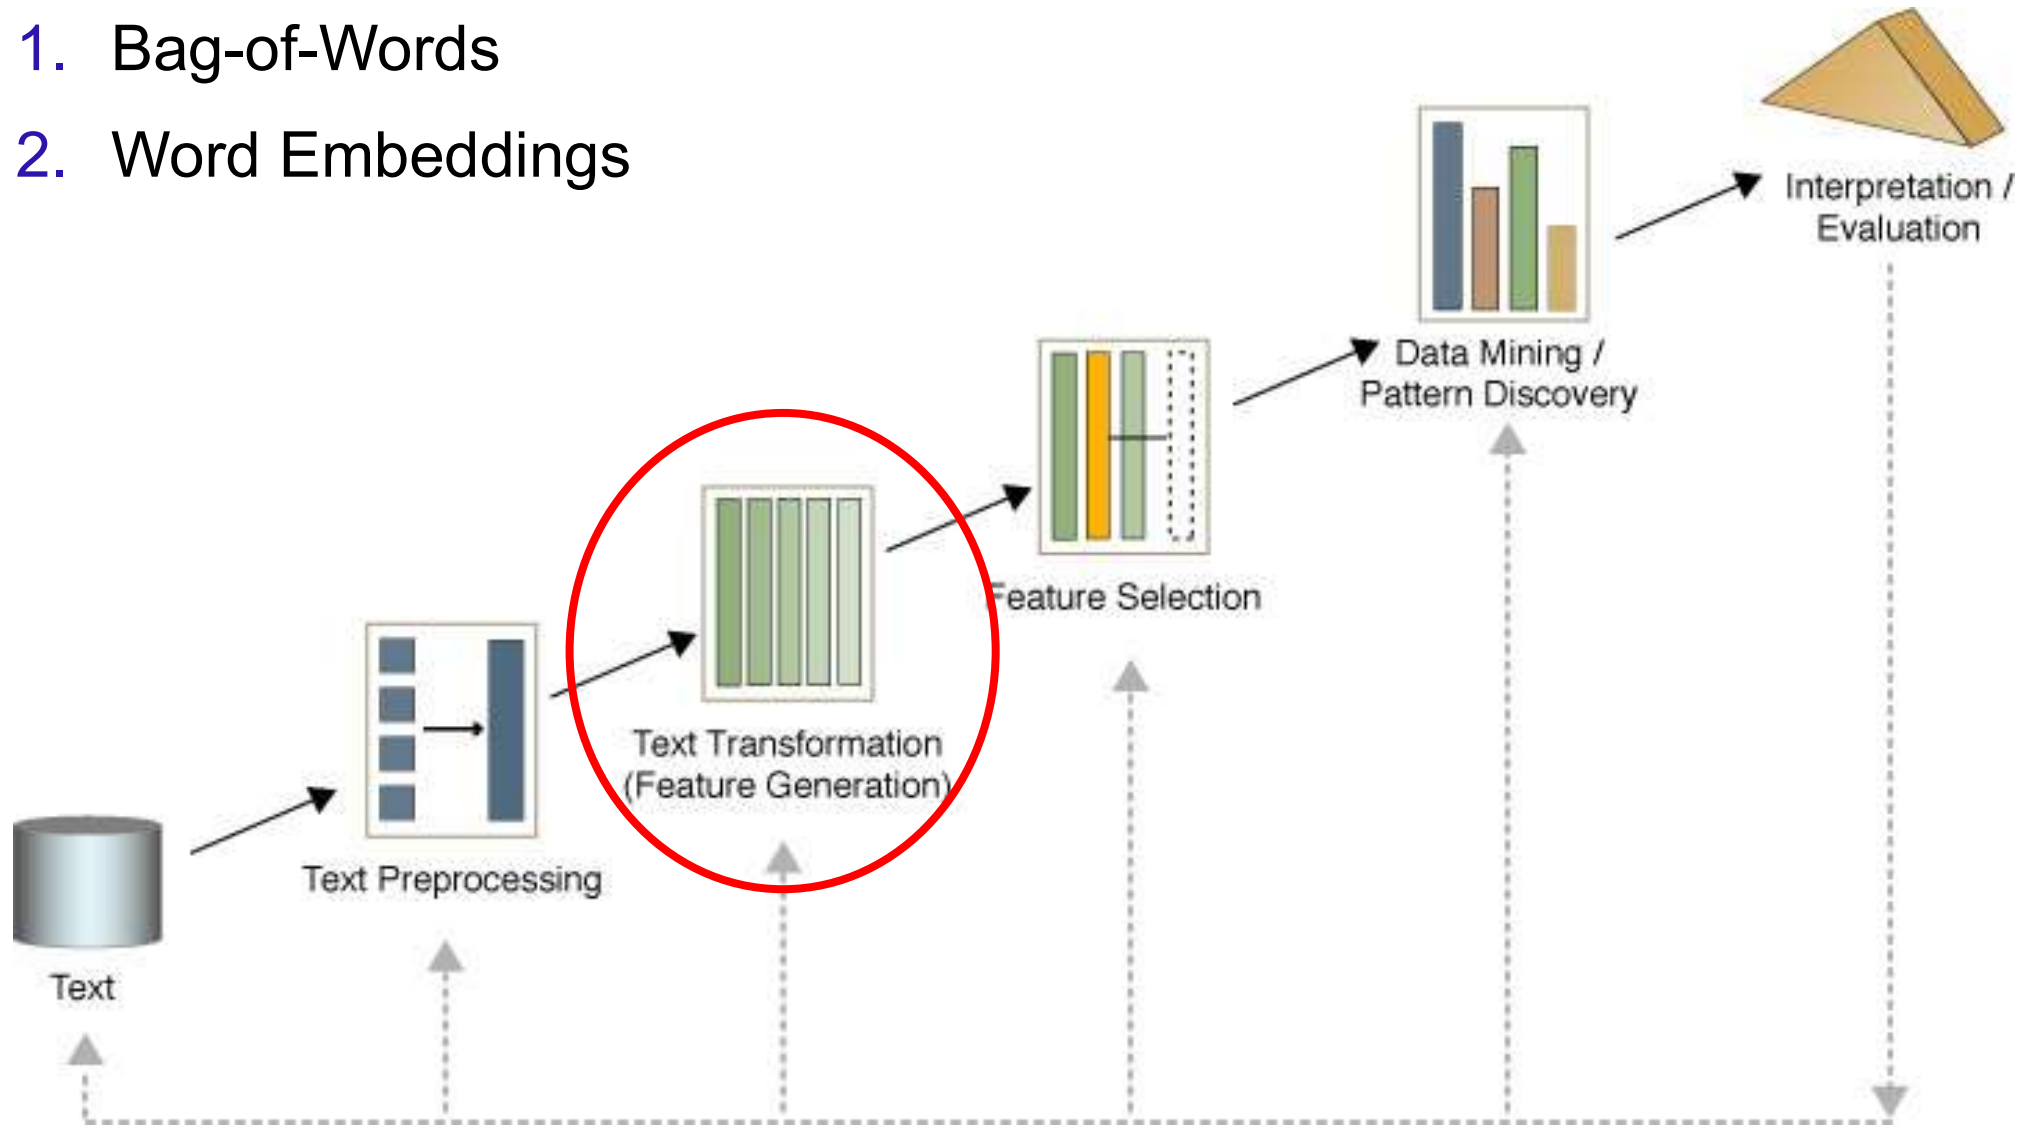 1. Bag-of-Words
2. Word Embeddings
Interpretation /
Evaluation
Data Mining /
Pattern Discovery
Feature Selection
Text Transformation
(Feature Generation)
Text Preprocessing
Text